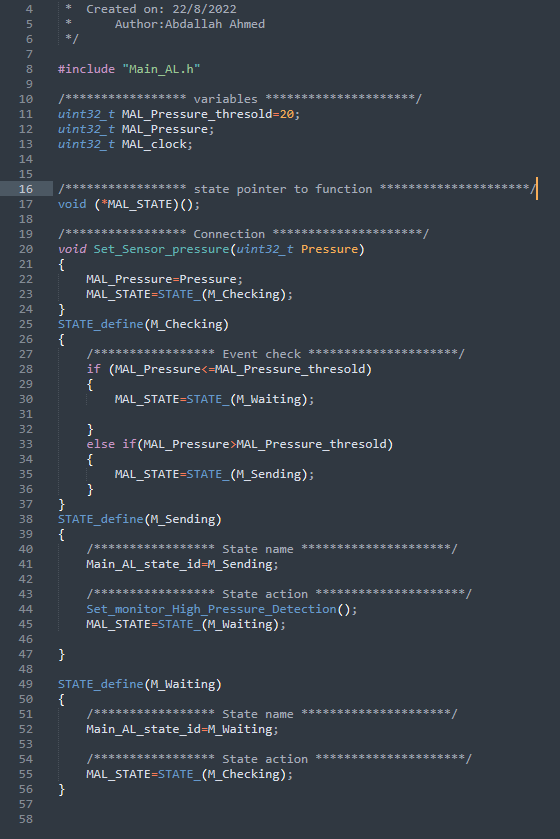 4 *  Created on: 22/8/2022
5 *      Author:Abdallah Ahmed
6 */
7
8 #include "Main_AL.h"
9
10 /***************** variables *********************/
11 uint32_t MAL_Pressure_thresold=20;
12 uint32_t MAL_Pressure;
13 uint32_t MAL_clock;
14
15
16 /***************** state pointer to function *********************/
17 void (*MAL_STATE)();
18
19 /***************** Connection *********************/
20 void Set_Sensor_pressure(uint32_t Pressure)
21 {
22     MAL_Pressure=Pressure;
23     MAL_STATE=STATE_(M_Checking);
24 }
25 STATE_define(M_Checking)
26 {
27     /***************** Event check *********************/
28     if (MAL_Pressure<=MAL_Pressure_thresold)
29     {
30         MAL_STATE=STATE_(M_Waiting);
31
32     }
33     else if(MAL_Pressure>MAL_Pressure_thresold)
34     {
35         MAL_STATE=STATE_(M_Sending);
36     }
37 }
38 STATE_define(M_Sending)
39 {
40     /***************** State name *********************/
41     Main_AL_state_id=M_Sending;
42
43     /***************** State action *********************/
44     Set_monitor_High_Pressure_Detection();
45     MAL_STATE=STATE_(M_Waiting);
46
47 }
48
49 STATE_define(M_Waiting)
50 {
51     /***************** State name *********************/
52     Main_AL_state_id=M_Waiting;
53
54     /***************** State action *********************/
55     MAL_STATE=STATE_(M_Checking);
56 }
57
58